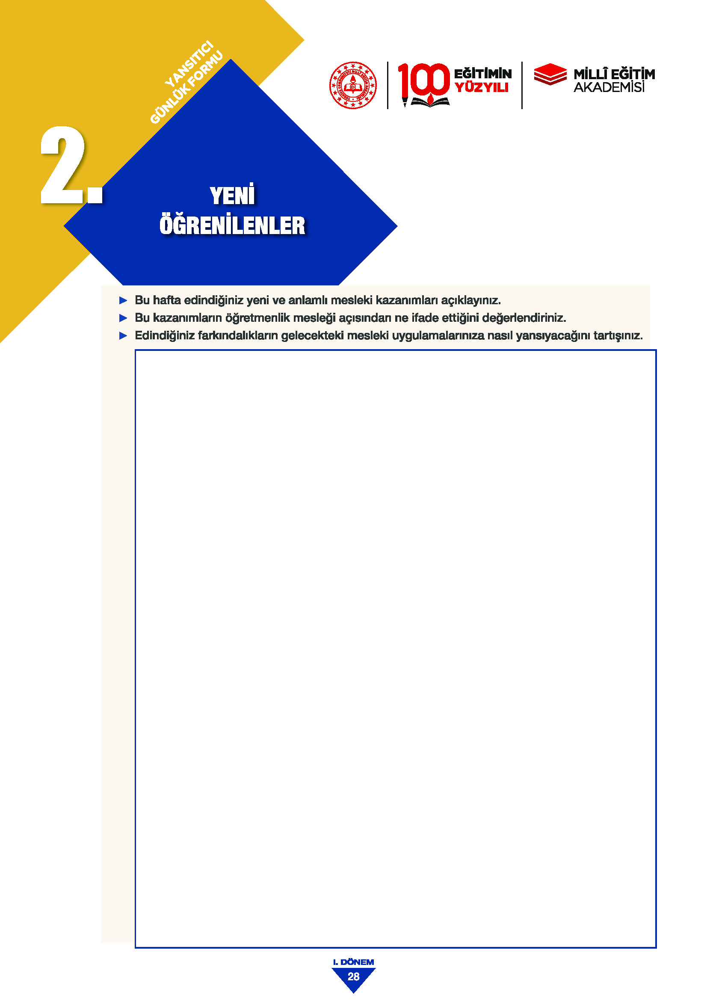 YANSITICI
GÜNLÜK FORMU
2.
YENİ
ÖĞRENİLENLER
100 EĞİTİMİN
YÜZYILI
MİLLÎ EĞİTİM
AKADEMİSİ
Bu hafta edindiğiniz yeni ve anlamlı mesleki kazanımları açıklayınız.
Bu kazanımların öğretmenlik mesleği açısından ne ifade ettiğini değerlendiriniz.
Edindiğiniz farkındalıkların gelecekteki mesleki uygulamalarınıza nasıl yansıyacağını tartışınız.
I. DÖNEM
28